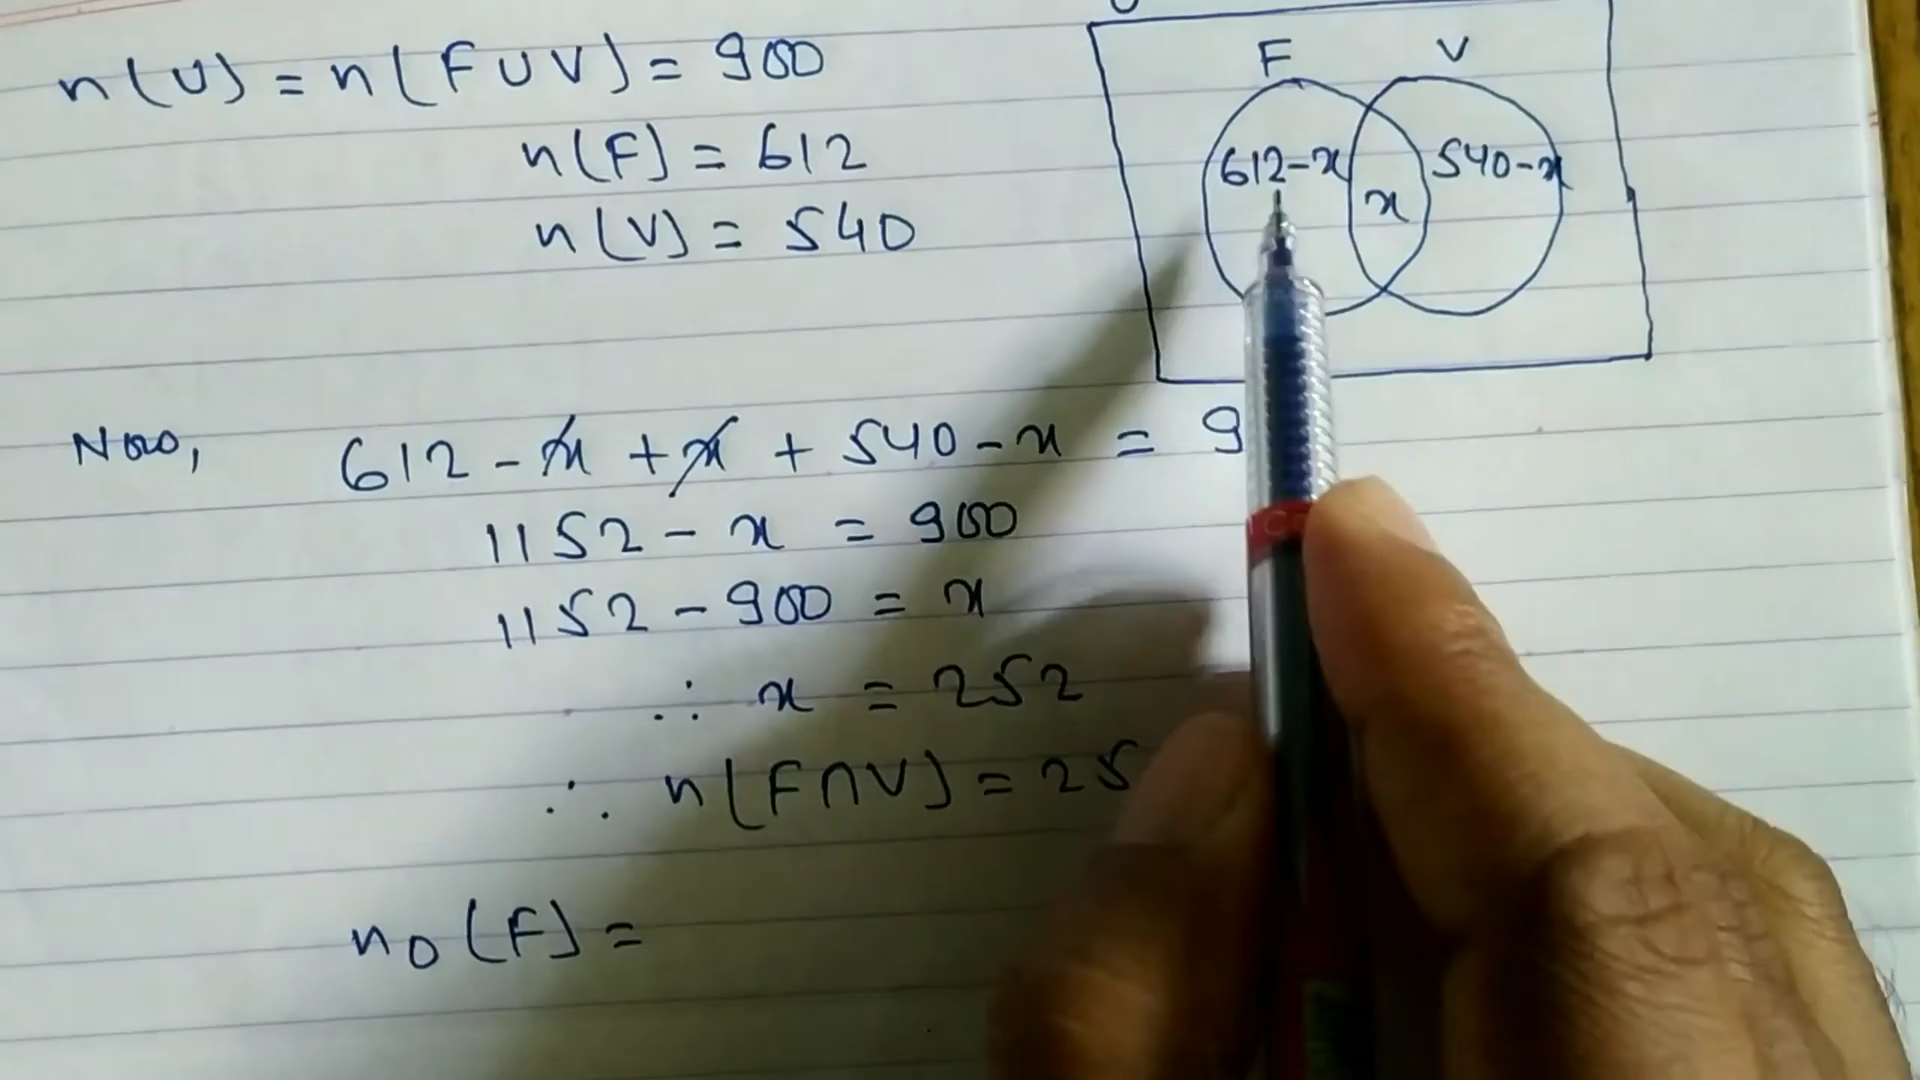 n(U) = n(F∪V) = 900
n(F) = 612
n(V) = 540
F V
612-x x 540-x
Now, 612 - x + x + 540 - x = 9
1152 - x = 900
1152 - 900 = x
∴ x = 252
∴ n(F∩V) = 25
n₀(F) =